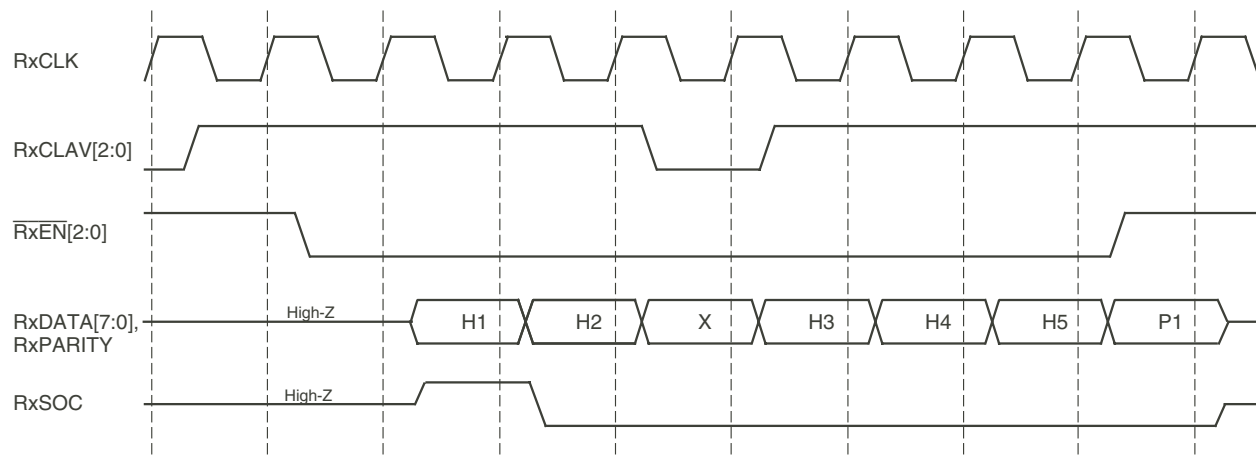 RxCLK
RxCLAV[2:0]
R̅x̅E̅N̅[2:0]
High-Z
RxDATA[7:0],
RxPARITY
H1 H2 X H3 H4 H5 P1
High-Z
RxSOC